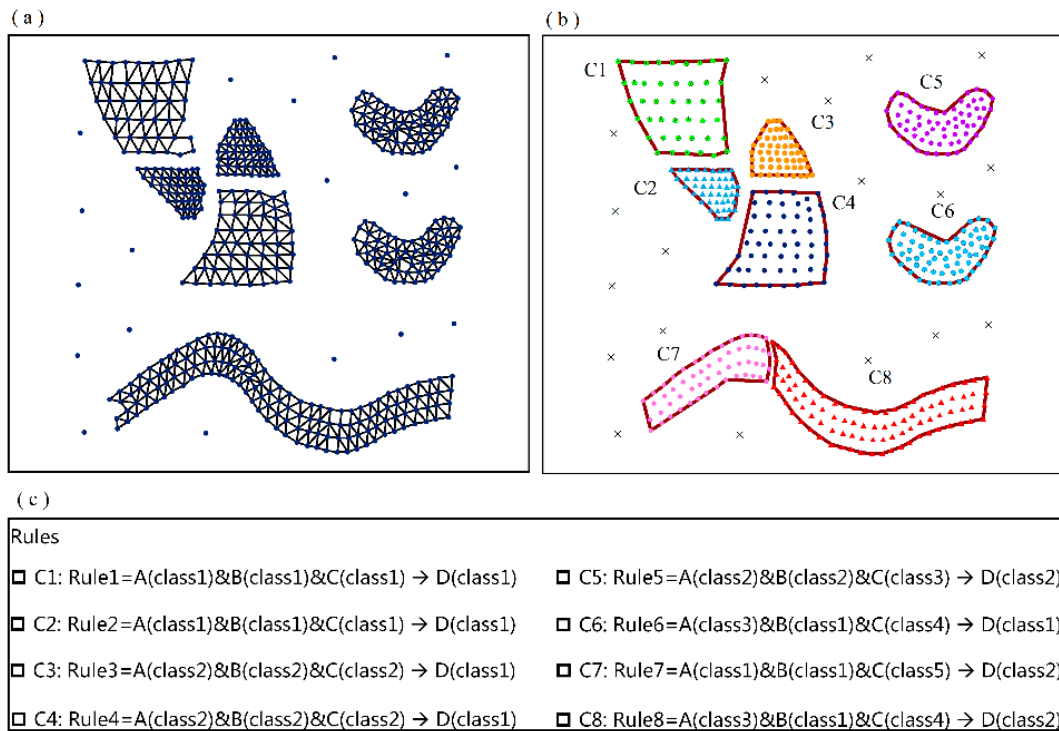 ( a )
( b )
C1
C2
C3
C4
C5
C6
C7
C8
( c )
Rules
C1: Rule1=A(class1)&B(class1)&C(class1) → D(class1)
C2: Rule2=A(class1)&B(class1)&C(class1) → D(class1)
C3: Rule3=A(class2)&B(class2)&C(class2) → D(class1)
C4: Rule4=A(class2)&B(class2)&C(class2) → D(class1)
C5: Rule5=A(class2)&B(class2)&C(class3) → D(class2)
C6: Rule6=A(class3)&B(class1)&C(class4) → D(class1)
C7: Rule7=A(class1)&B(class1)&C(class5) → D(class2)
C8: Rule8=A(class3)&B(class1)&C(class4) → D(class2)